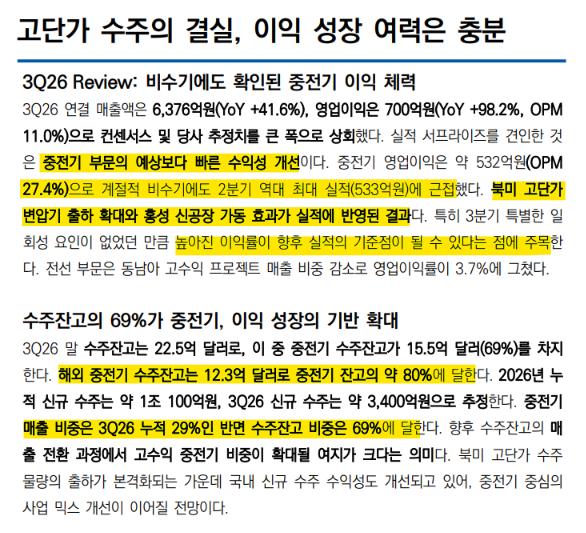 고단가 수주의 결실, 이익 성장 여력은 충분
3Q26 Review: 비수기에도 확인된 중전기 이익 체력
3Q26 연결 매출액은 6,376억원(YoY +41.6%), 영업이익은 700억원(YoY +98.2%, OPM
11.0%)으로 컨센서스 및 당사 추정치를 큰 폭으로 상회했다. 실적 서프라이즈를 견인한 것
은 중전기 부문의 예상보다 빠른 수익성 개선이다. 중전기 영업이익은 약 532억원(OPM
27.4%)으로 계절적 비수기에도 2분기 역대 최대 실적(533억원)에 근접했다. 북미 고단가
변압기 출하 확대와 홍성 신공장 가동 효과가 실적에 반영된 결과다. 특히 3분기 특별한 일
회성 요인이 없었던 만큼 높아진 이익률이 향후 실적의 기준점이 될 수 있다는 점에 주목한
다. 전선 부문은 동남아 고수익 프로젝트 매출 비중 감소로 영업이익률이 3.7%에 그쳤다.
수주잔고의 69%가 중전기, 이익 성장의 기반 확대
3Q26 말 수주잔고는 22.5억 달러로, 이 중 중전기 수주잔고가 15.5억 달러(69%)를 차지
한다. 해외 중전기 수주잔고는 12.3억 달러로 중전기 잔고의 약 80%에 달한다. 2026년 누
적 신규 수주는 약 1조 100억원, 3Q26 신규 수주는 약 3,400억원으로 추정한다. 중전기
매출 비중은 3Q26 누적 29%인 반면 수주잔고 비중은 69%에 달한다. 향후 수주잔고의 매
출 전환 과정에서 고수익 중전기 비중이 확대될 여지가 크다는 의미다. 북미 고단가 수주
물량의 출하가 본격화되는 가운데 국내 신규 수주 수익성도 개선되고 있어, 중전기 중심의
사업 믹스 개선이 이어질 전망이다.